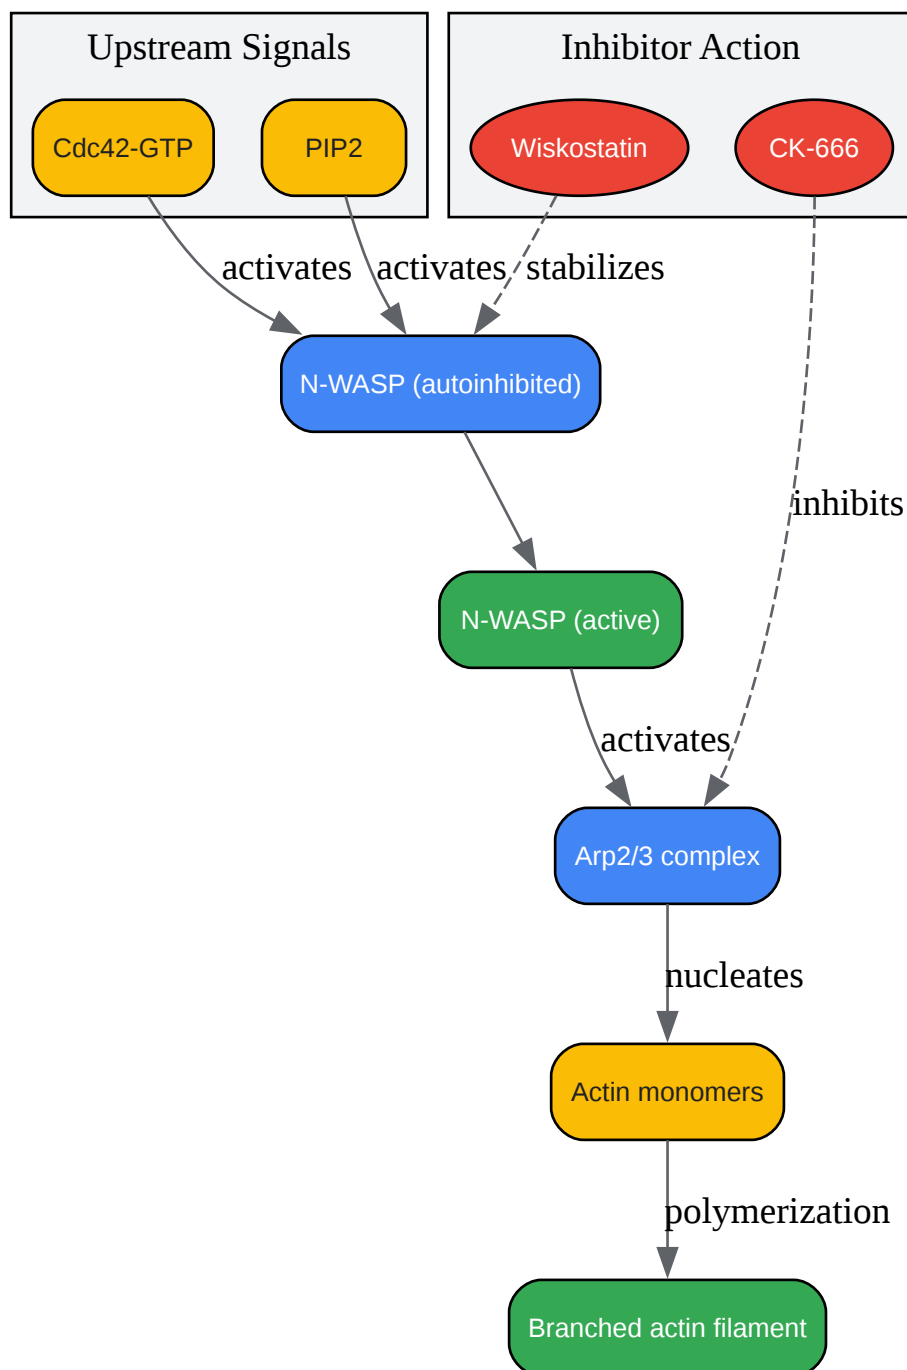 Upstream Signals
Inhibitor Action
Cdc42-GTP
PIP2
Wiskostatin
CK-666
activates
activates
stabilizes
N-WASP (autoinhibited)
inhibits
N-WASP (active)
activates
Arp2/3 complex
nucleates
Actin monomers
polymerization
Branched actin filament